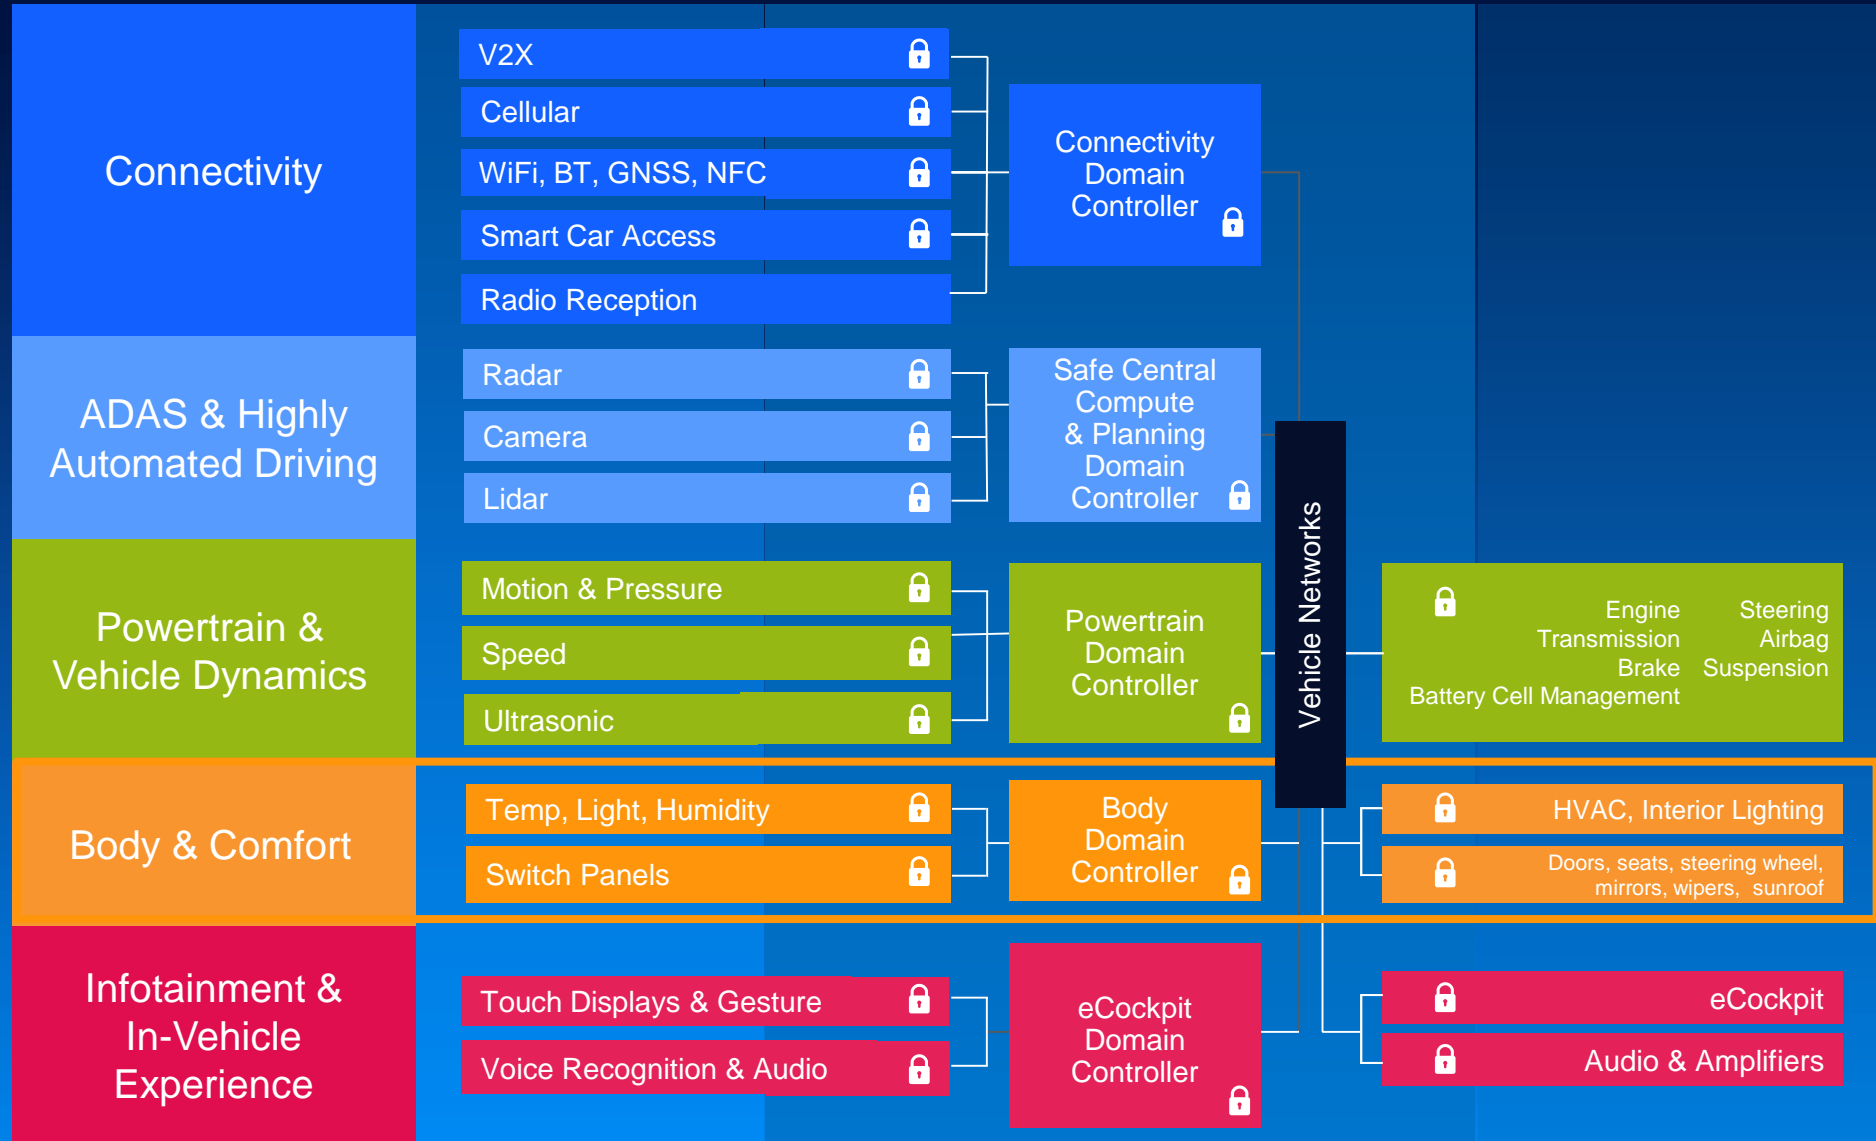 Connectivity
V2X
Cellular
WiFi, BT, GNSS, NFC
Smart Car Access
Radio Reception
Connectivity
Domain
Controller
ADAS & Highly
Automated Driving
Radar
Camera
Lidar
Safe Central
Compute
& Planning
Domain
Controller
Vehicle Networks
Powertrain &
Vehicle Dynamics
Motion & Pressure
Speed
Ultrasonic
Powertrain
Domain
Controller
Engine Steering
Transmission Airbag
Brake Suspension
Battery Cell Management
Body & Comfort
Temp, Light, Humidity
Switch Panels
Body
Domain
Controller
HVAC, Interior Lighting
Doors, seats, steering wheel,
mirrors, wipers, sunroof
Infotainment &
In-Vehicle
Experience
Touch Displays & Gesture
Voice Recognition & Audio
eCockpit
Domain
Controller
eCockpit
Audio & Amplifiers